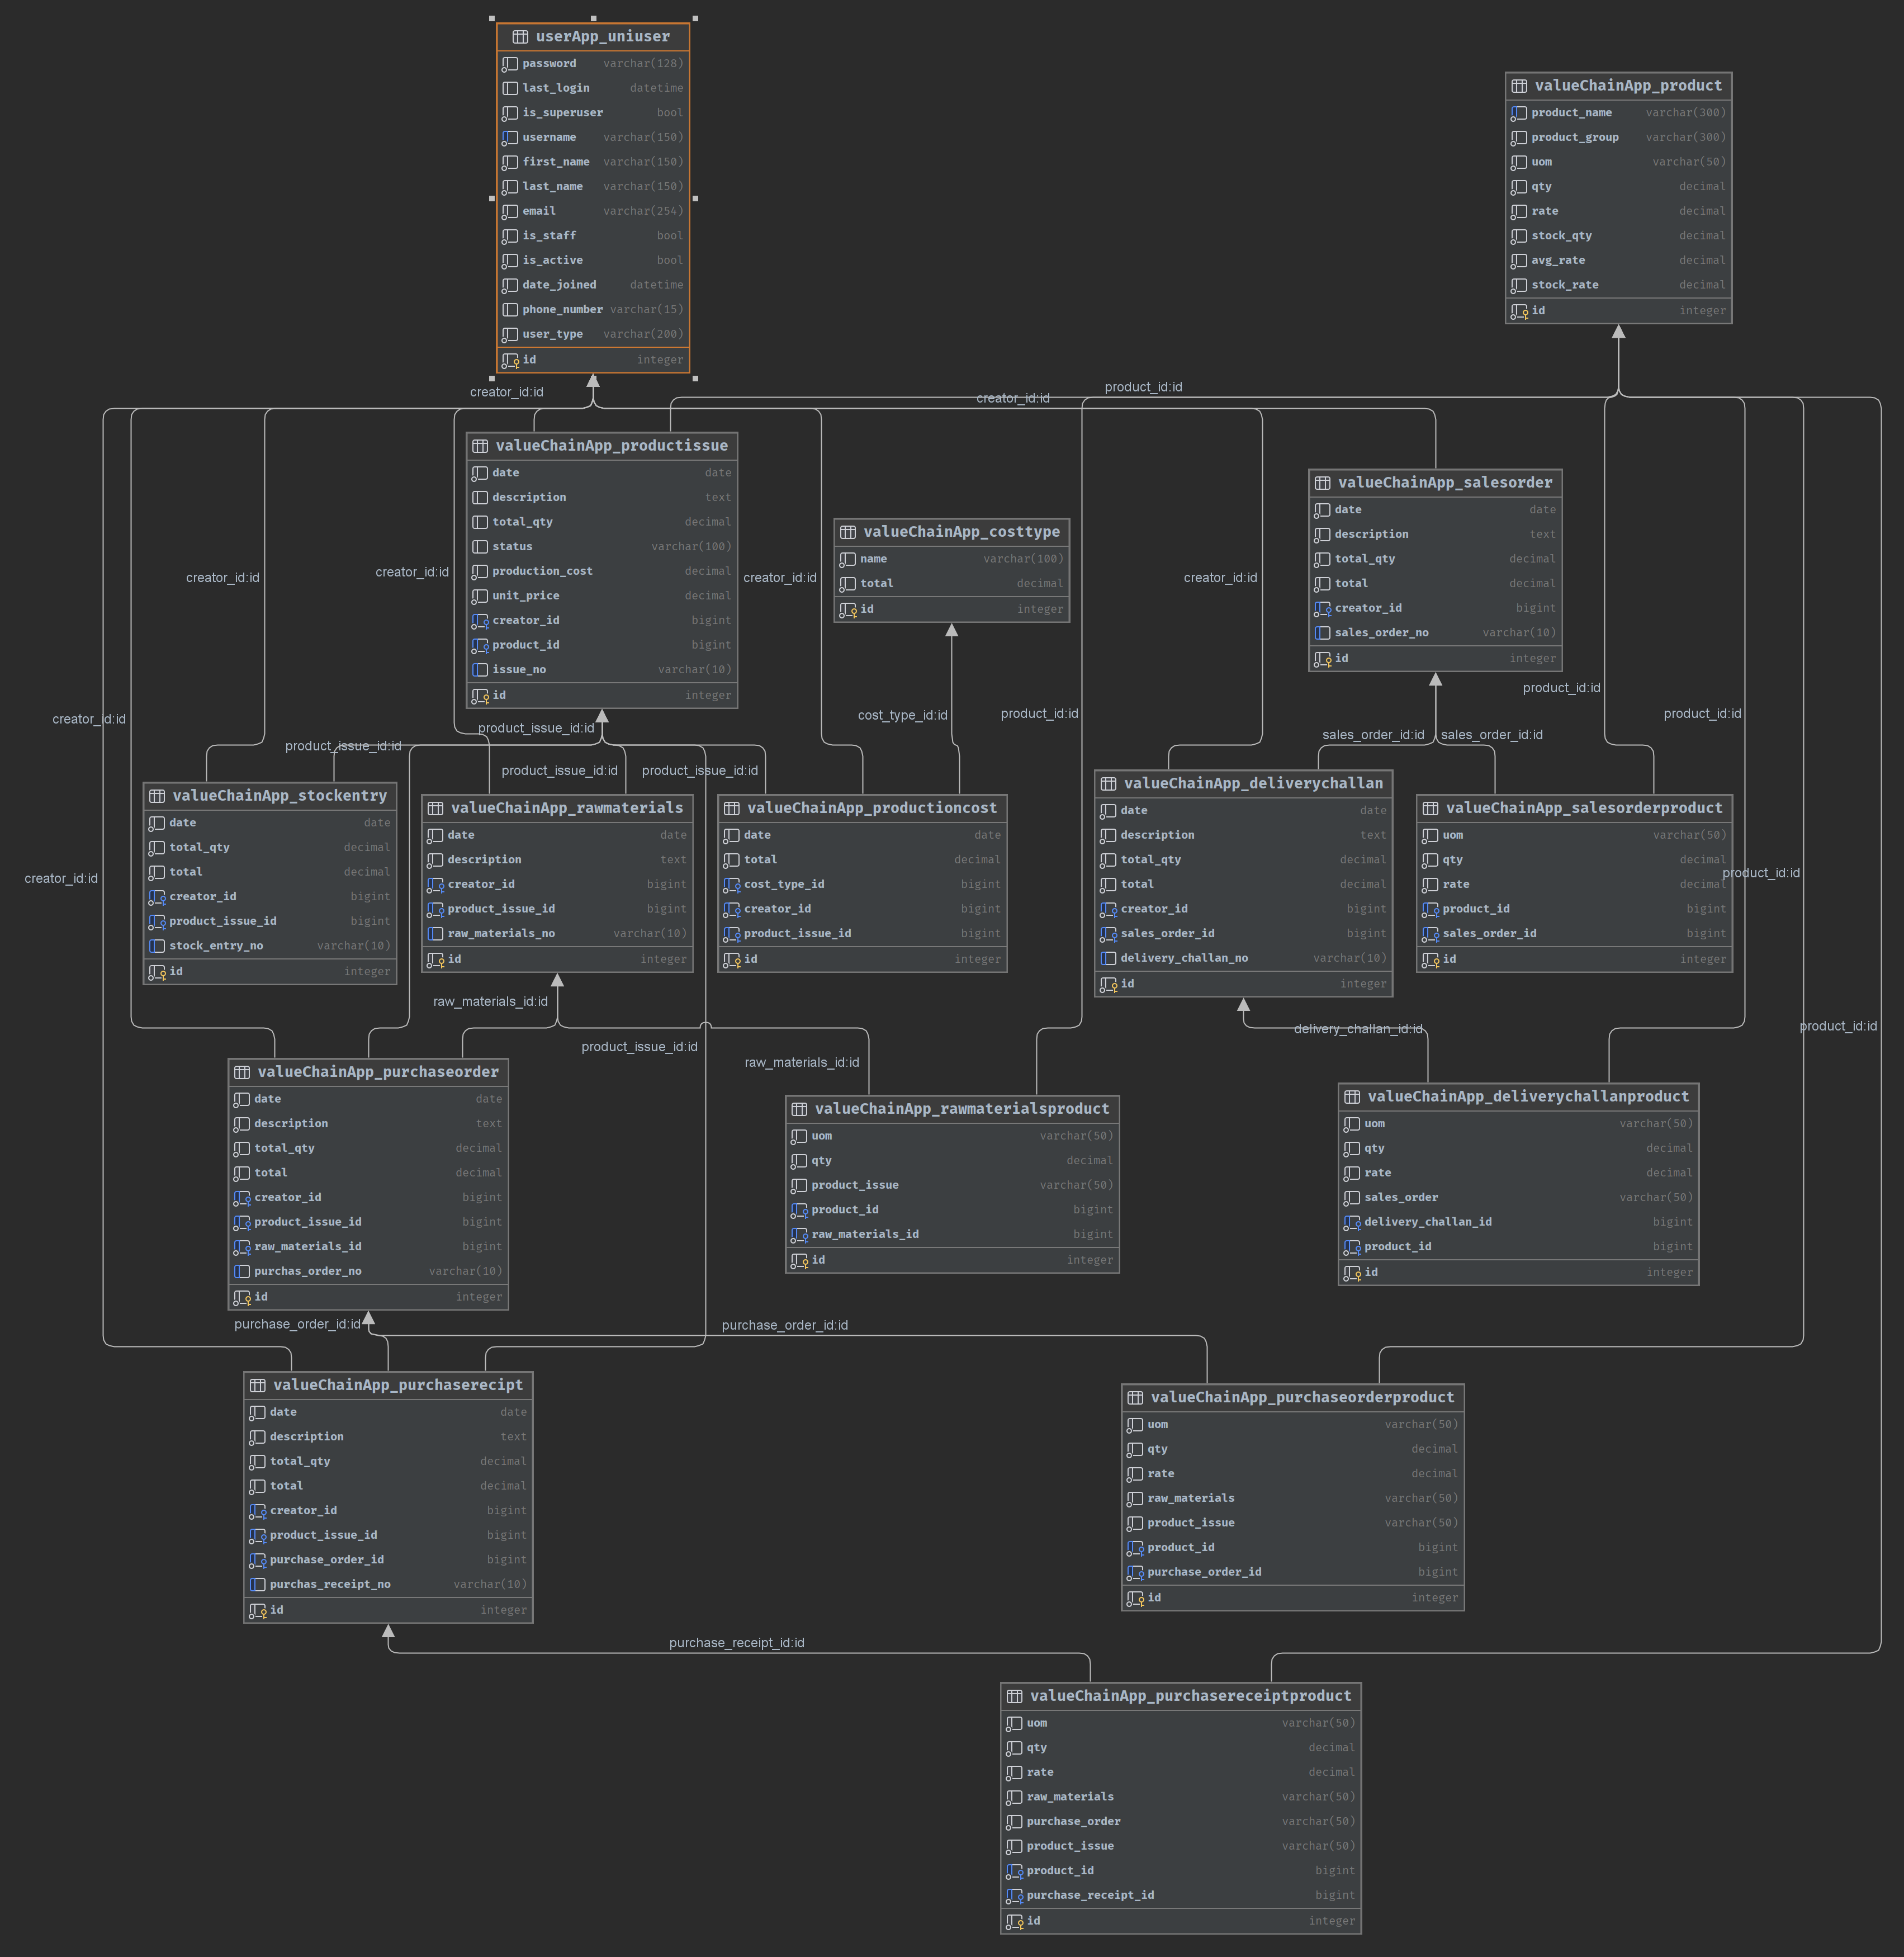 userApp_uniuser
password varchar(128)
last_login datetime
is_superuser bool
username varchar(150)
first_name varchar(150)
last_name varchar(150)
email varchar(254)
is_staff bool
is_active bool
date_joined datetime
phone_number varchar(15)
user_type varchar(200)
id integer
valueChainApp_product
product_name varchar(300)
product_group varchar(300)
uom varchar(50)
qty decimal
rate decimal
stock_qty decimal
avg_rate decimal
stock_rate decimal
id integer
creator_id:id
product_id:id
creator_id:id
valueChainApp_productissue
date date
description text
total_qty decimal
status varchar(100)
production_cost decimal
unit_price decimal
creator_id bigint
product_id bigint
issue_no varchar(10)
id integer
valueChainApp_costtype
name varchar(100)
total decimal
id integer
valueChainApp_salesorder
date date
description text
total_qty decimal
total decimal
creator_id bigint
sales_order_no varchar(10)
id integer
creator_id:id
creator_id:id
creator_id:id
creator_id:id
product_id:id
creator_id:id
product_issue_id:id
cost_type_id:id
product_id:id
product_id:id
product_issue_id:id
sales_order_id:id
sales_order_id:id
product_issue_id:id
product_issue_id:id
valueChainApp_stockentry
date date
total_qty decimal
total decimal
creator_id bigint
product_issue_id bigint
stock_entry_no varchar(10)
id integer
valueChainApp_rawmaterials
date date
description text
creator_id bigint
product_issue_id bigint
raw_materials_no varchar(10)
id integer
valueChainApp_productioncost
date date
total decimal
cost_type_id bigint
creator_id bigint
product_issue_id bigint
id integer
valueChainApp_deliverychallan
date date
description text
total_qty decimal
total decimal
creator_id bigint
sales_order_id bigint
delivery_challan_no varchar(10)
id integer
valueChainApp_salesorderproduct
uom varchar(50)
qty decimal
rate decimal
product_id bigint
sales_order_id bigint
id integer
product_id:id
creator_id:id
raw_materials_id:id
delivery_challan_id:id
product_id:id
product_issue_id:id
raw_materials_id:id
valueChainApp_purchaseorder
date date
description text
total_qty decimal
total decimal
creator_id bigint
product_issue_id bigint
raw_materials_id bigint
purchas_order_no varchar(10)
id integer
valueChainApp_rawmaterialsproduct
uom varchar(50)
qty decimal
product_issue varchar(50)
product_id bigint
raw_materials_id bigint
id integer
valueChainApp_deliverychallanproduct
uom varchar(50)
qty decimal
rate decimal
sales_order varchar(50)
delivery_challan_id bigint
product_id bigint
id integer
purchase_order_id:id
purchase_order_id:id
valueChainApp_purchaserecipt
date date
description text
total_qty decimal
total decimal
creator_id bigint
product_issue_id bigint
purchase_order_id bigint
purchas_receipt_no varchar(10)
id integer
valueChainApp_purchaseorderproduct
uom varchar(50)
qty decimal
rate decimal
raw_materials varchar(50)
product_issue varchar(50)
product_id bigint
purchase_order_id bigint
id integer
purchase_receipt_id:id
valueChainApp_purchasereceiptproduct
uom varchar(50)
qty decimal
rate decimal
raw_materials varchar(50)
purchase_order varchar(50)
product_issue varchar(50)
product_id bigint
purchase_receipt_id bigint
id integer